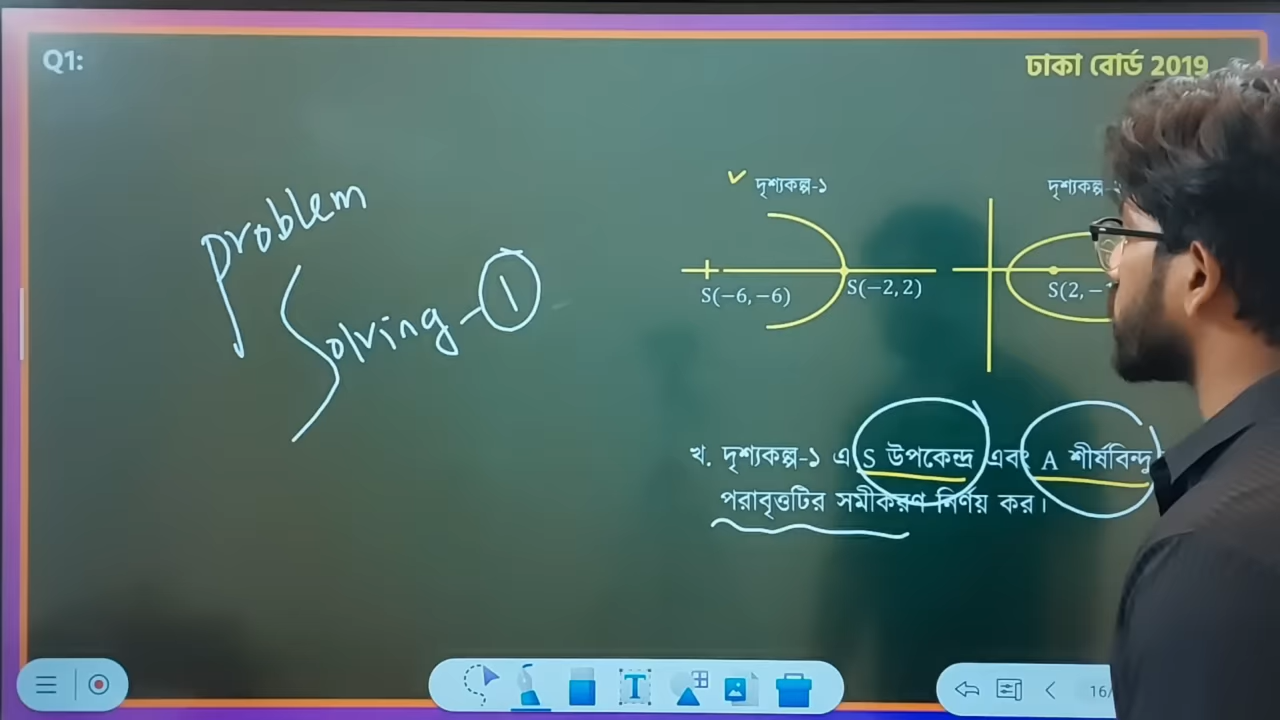 Q1:
ঢাকা বোর্ড 2019
Problem
Solving-①
দৃশ্যকল্প-১
S(−6,−6)
S(−2,2)
S(2,−
খ. দৃশ্যকল্প-১ এ S উপকেন্দ্র এবং A শীর্ষবিন্দু
পরাবৃত্তটির সমীকরণ নির্ণয় কর।
T
16/